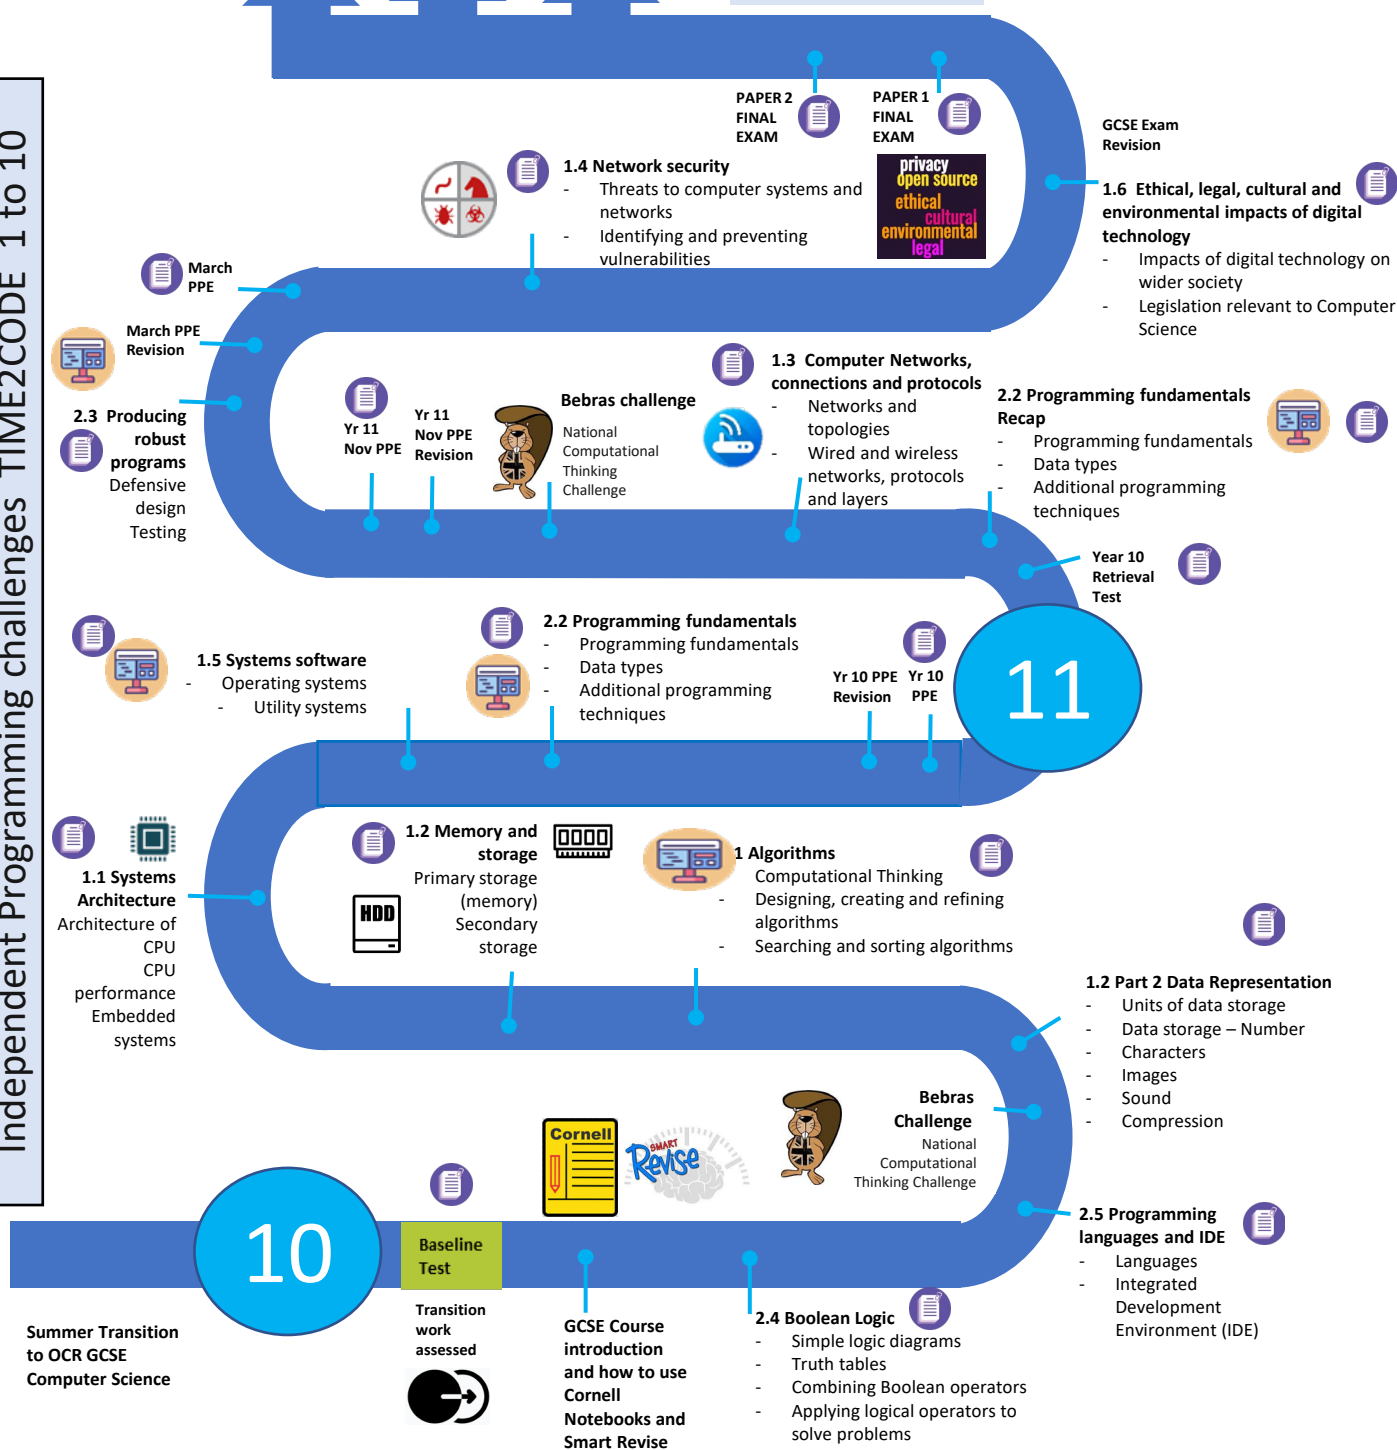 Independent Programming challenges TIME2CODE 1 to 10
PAPER 2
FINAL
EXAM
PAPER 1
FINAL
EXAM
GCSE Exam
Revision
privacy
open source
ethical
cultural
environmental
legal
1.4 Network security
- Threats to computer systems and
networks
- Identifying and preventing
vulnerabilities
1.6 Ethical, legal, cultural and
environmental impacts of digital
technology
- Impacts of digital technology on
wider society
- Legislation relevant to Computer
Science
March
PPE
March PPE
Revision
2.3 Producing
robust
programs
Defensive
design
Testing
Yr 11
Nov PPE
Yr 11
Nov PPE
Revision
Bebras challenge
National
Computational
Thinking
Challenge
1.3 Computer Networks,
connections and protocols
- Networks and
topologies
- Wired and wireless
networks, protocols
and layers
2.2 Programming fundamentals
Recap
- Programming fundamentals
- Data types
- Additional programming
techniques
Year 10
Retrieval
Test
11
1.5 Systems software
- Operating systems
- Utility systems
2.2 Programming fundamentals
- Programming fundamentals
- Data types
- Additional programming
techniques
Yr 10 PPE
Revision
Yr 10
PPE
1.1 Systems
Architecture
Architecture of
CPU
CPU
performance
Embedded
systems
1.2 Memory and
storage
Primary storage
(memory)
Secondary
storage
HDD
1 Algorithms
Computational Thinking
- Designing, creating and refining
algorithms
- Searching and sorting algorithms
1.2 Part 2 Data Representation
- Units of data storage
- Data storage – Number
- Characters
- Images
- Sound
- Compression
Bebras
Challenge
National
Computational
Thinking Challenge
Cornell
SMART
Revise
2.5 Programming
languages and IDE
- Languages
- Integrated
Development
Environment (IDE)
10
Baseline
Test
Summer Transition
to OCR GCSE
Computer Science
Transition
work
assessed
GCSE Course
introduction
and how to use
Cornell
Notebooks and
Smart Revise
2.4 Boolean Logic
- Simple logic diagrams
- Truth tables
- Combining Boolean operators
- Applying logical operators to
solve problems